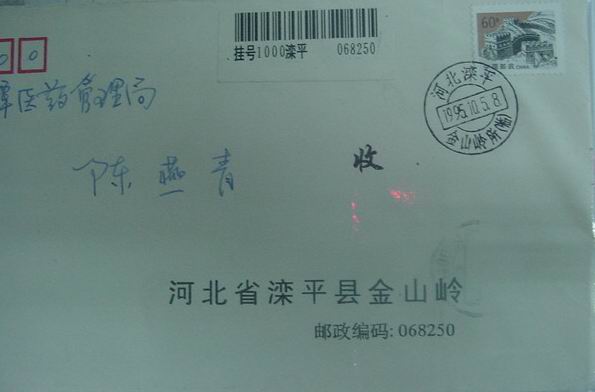 挂号1000滦平 068250
60分
中国邮政 CHINA
0 0
河北滦平
1995.10.5.8
金山岭
医药管理局
陈燕青 收
河北省滦平县金山岭
邮政编码: 068250